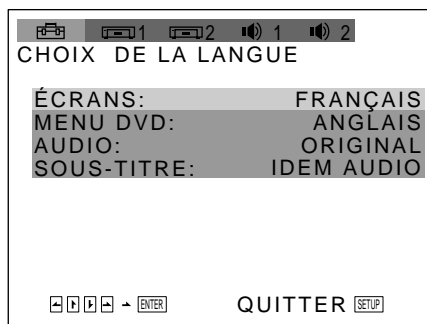 1 2 1 2
CHOIX DE LA LANGUE
ÉCRANS: FRANÇAIS
MENU DVD: ANGLAIS
AUDIO: ORIGINAL
SOUS-TITRE: IDEM AUDIO
ENTER QUITTER SETUP